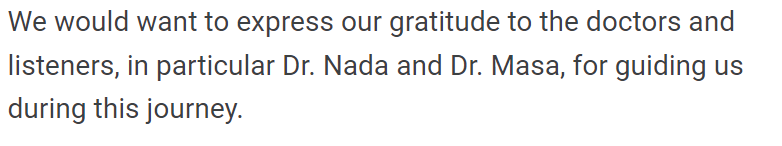 We would want to express our gratitude to the doctors and
listeners, in particular Dr. Nada and Dr. Masa, for guiding us
during this journey.